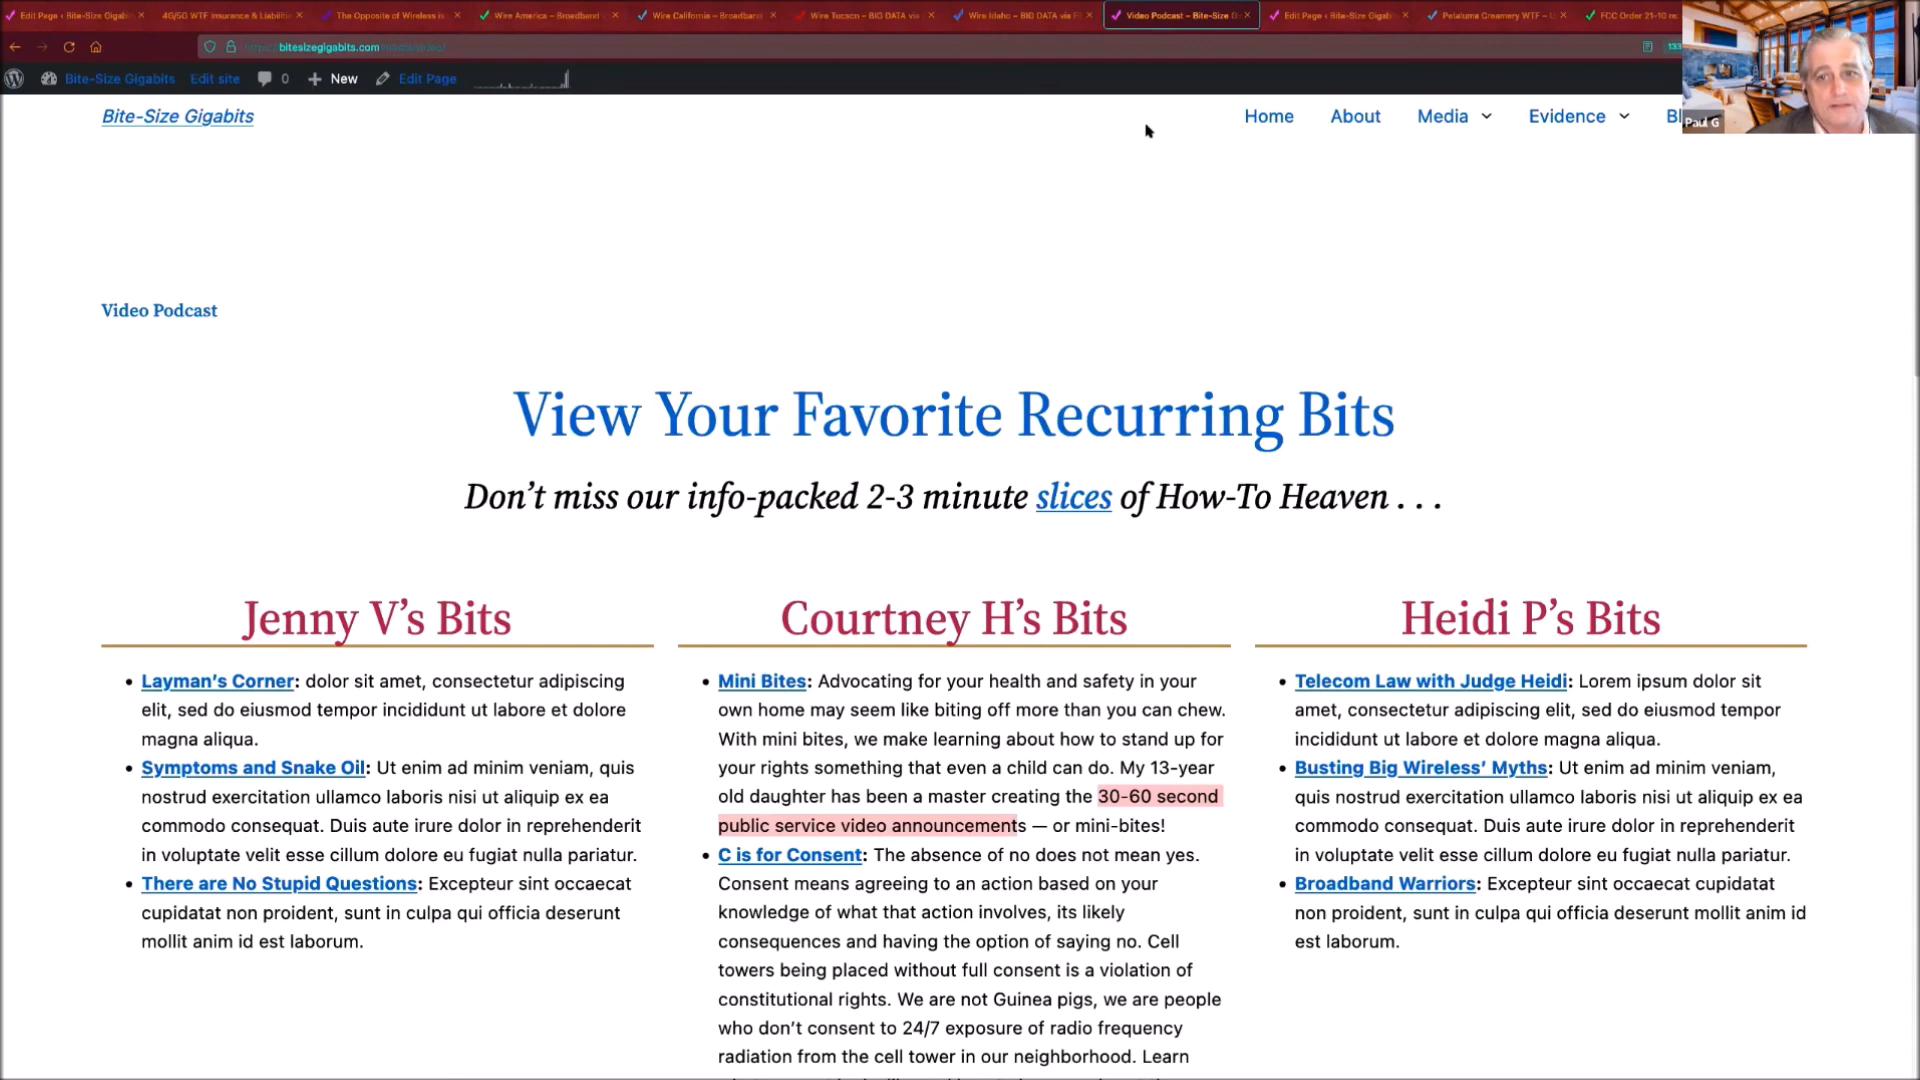 Edit Page ‹ Bite-Size Gigabi
4G/5G WTF Insurance & Liabilitie
The Opposite of Wireless is
Wire America – Broadband
Wire California – Broadband
Wire Tucson – BIG DATA via
Wire Idaho – BIG DATA via F
Video Podcast – Bite-Size G
Edit Page ‹ Bite-Size Gigab
Petaluma Creamery WTF –
FCC Order 21-10 re
bitesizegigabits.com
133
Bite-Size Gigabits
Edit site
0
New
Edit Page
Bite-Size Gigabits
Home
About
Media
Evidence
Paul G
Video Podcast
View Your Favorite Recurring Bits
Don’t miss our info-packed 2-3 minute slices of How-To Heaven . . .
Jenny V’s Bits
• Layman’s Corner: dolor sit amet, consectetur adipiscing
elit, sed do eiusmod tempor incididunt ut labore et dolore
magna aliqua.
• Symptoms and Snake Oil: Ut enim ad minim veniam, quis
nostrud exercitation ullamco laboris nisi ut aliquip ex ea
commodo consequat. Duis aute irure dolor in reprehenderit
in voluptate velit esse cillum dolore eu fugiat nulla pariatur.
• There are No Stupid Questions: Excepteur sint occaecat
cupidatat non proident, sunt in culpa qui officia deserunt
mollit anim id est laborum.
Courtney H’s Bits
• Mini Bites: Advocating for your health and safety in your
own home may seem like biting off more than you can chew.
With mini bites, we make learning about how to stand up for
your rights something that even a child can do. My 13-year
old daughter has been a master creating the 30-60 second
public service video announcements — or mini-bites!
• C is for Consent: The absence of no does not mean yes.
Consent means agreeing to an action based on your
knowledge of what that action involves, its likely
consequences and having the option of saying no. Cell
towers being placed without full consent is a violation of
constitutional rights. We are not Guinea pigs, we are people
who don’t consent to 24/7 exposure of radio frequency
radiation from the cell tower in our neighborhood. Learn
Heidi P’s Bits
• Telecom Law with Judge Heidi: Lorem ipsum dolor sit
amet, consectetur adipiscing elit, sed do eiusmod tempor
incididunt ut labore et dolore magna aliqua.
• Busting Big Wireless’ Myths: Ut enim ad minim veniam,
quis nostrud exercitation ullamco laboris nisi ut aliquip ex ea
commodo consequat. Duis aute irure dolor in reprehenderit
in voluptate velit esse cillum dolore eu fugiat nulla pariatur.
• Broadband Warriors: Excepteur sint occaecat cupidatat
non proident, sunt in culpa qui officia deserunt mollit anim id
est laborum.